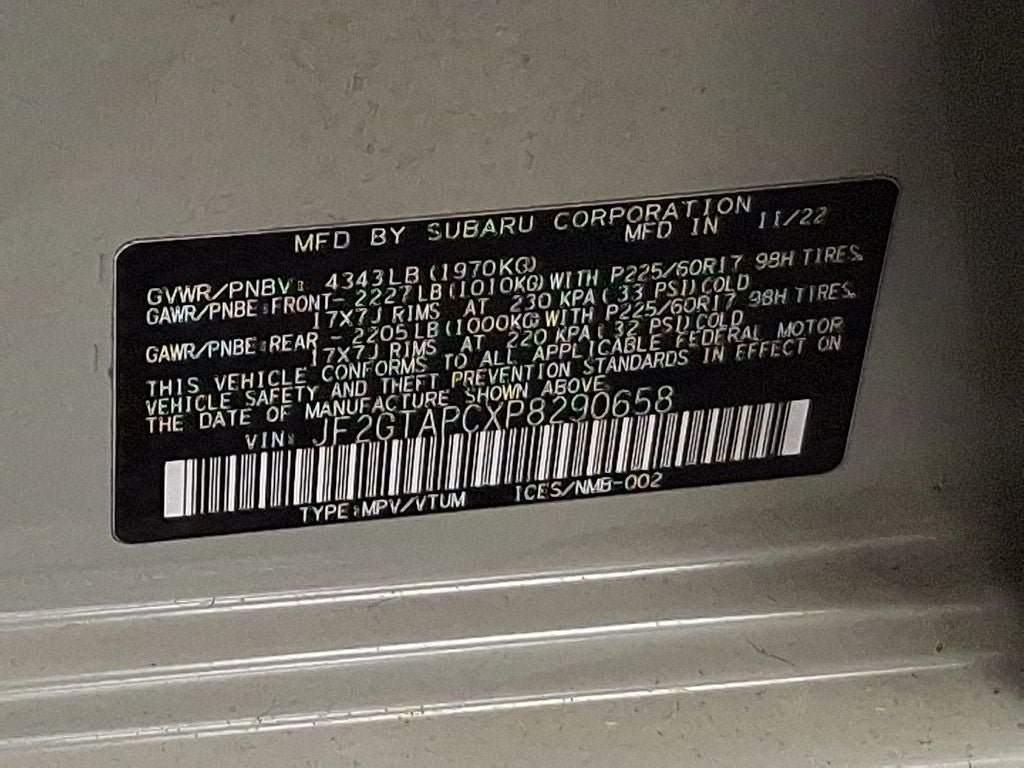 MFD BY SUBARU CORPORATION
MFD IN 11/22
GVWR/PNBV: 4343LB(1970KG)
GAWR/PNBE:FRONT- 2227LB(1010KG)WITH P225/60R17 98H TIRES.
17X7J RIMS AT 230 KPA( 33 PSI)COLD
GAWR/PNBE:REAR - 2205LB(1000KG)WITH P225/60R17 98H TIRES.
17X7J RIMS AT 220 KPA( 32 PSI)COLD
THIS VEHICLE CONFORMS TO ALL APPLICABLE FEDERAL MOTOR
VEHICLE SAFETY AND THEFT PREVENTION STANDARDS IN EFFECT ON
THE DATE OF MANUFACTURE SHOWN ABOVE.
VIN: JF2GTAPCXP8290658
TYPE:MPV/VTUM ICES/NMB-002